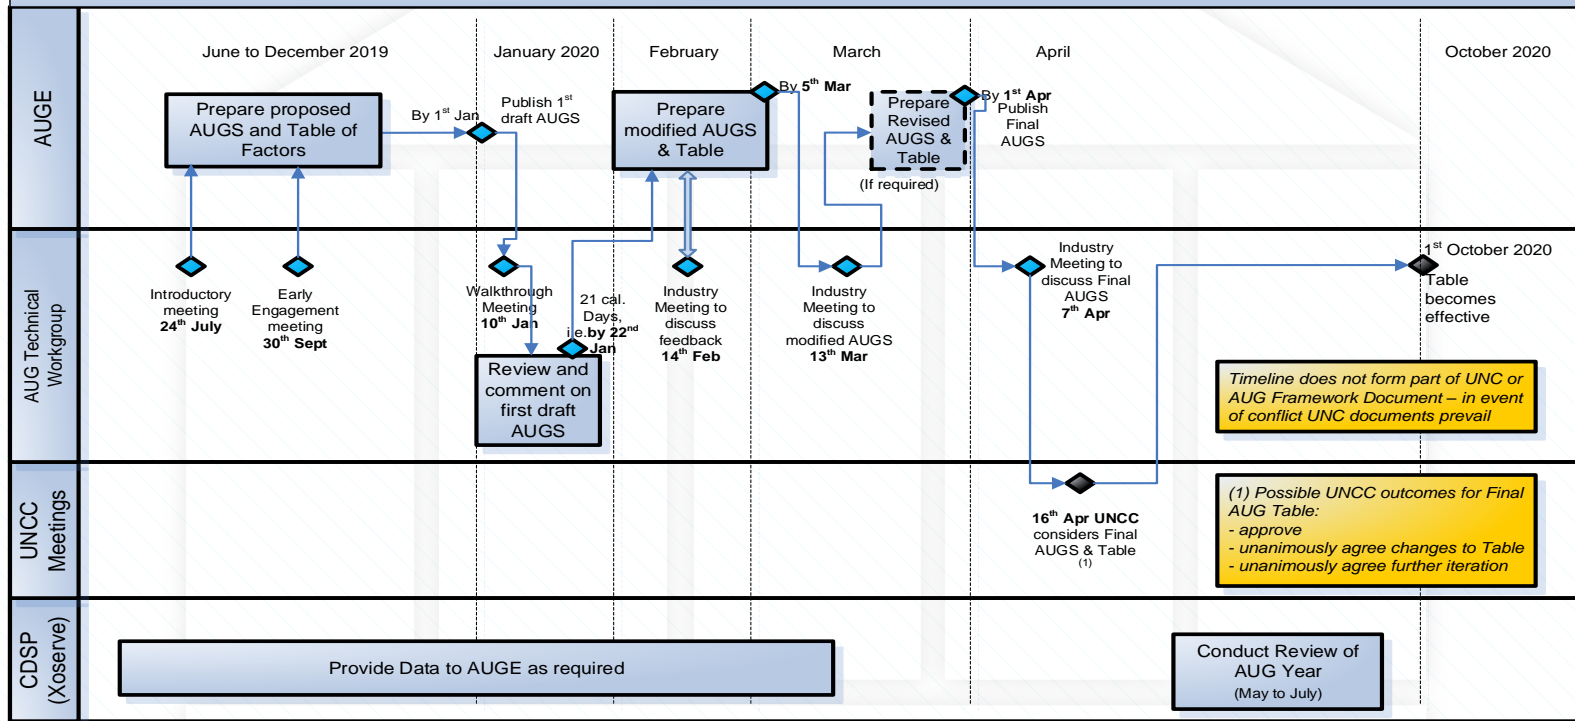 June to December 2019
January 2020
February
March
April
October 2020
AUGE
Prepare proposed
AUGS and Table of
Factors
By 1st Jan
Publish 1st
draft AUGS
Prepare
modified AUGS
& Table
By 5th Mar
Prepare
Revised
AUGS &
Table
(If required)
By 1st Apr
Publish
Final
AUGS
AUG Technical
Workgroup
Introductory
meeting
24th July
Early
Engagement
meeting
30th Sept
Walkthrough
Meeting
10th Jan
21 cal.
Days,
i.e.by 22nd
Jan
Review and
comment on
first draft
AUGS
Industry
Meeting to
discuss
feedback
14th Feb
Industry
Meeting to
discuss
modified AUGS
13th Mar
Industry
Meeting to
discuss Final
AUGS
7th Apr
1st October 2020
Table
becomes
effective
Timeline does not form part of UNC or
AUG Framework Document – in event
of conflict UNC documents prevail
UNCC
Meetings
16th Apr UNCC
considers Final
AUGS & Table
(1)
(1) Possible UNCC outcomes for Final
AUG Table:
- approve
- unanimously agree changes to Table
- unanimously agree further iteration
CDSP
(Xoserve)
Provide Data to AUGE as required
Conduct Review of
AUG Year
(May to July)